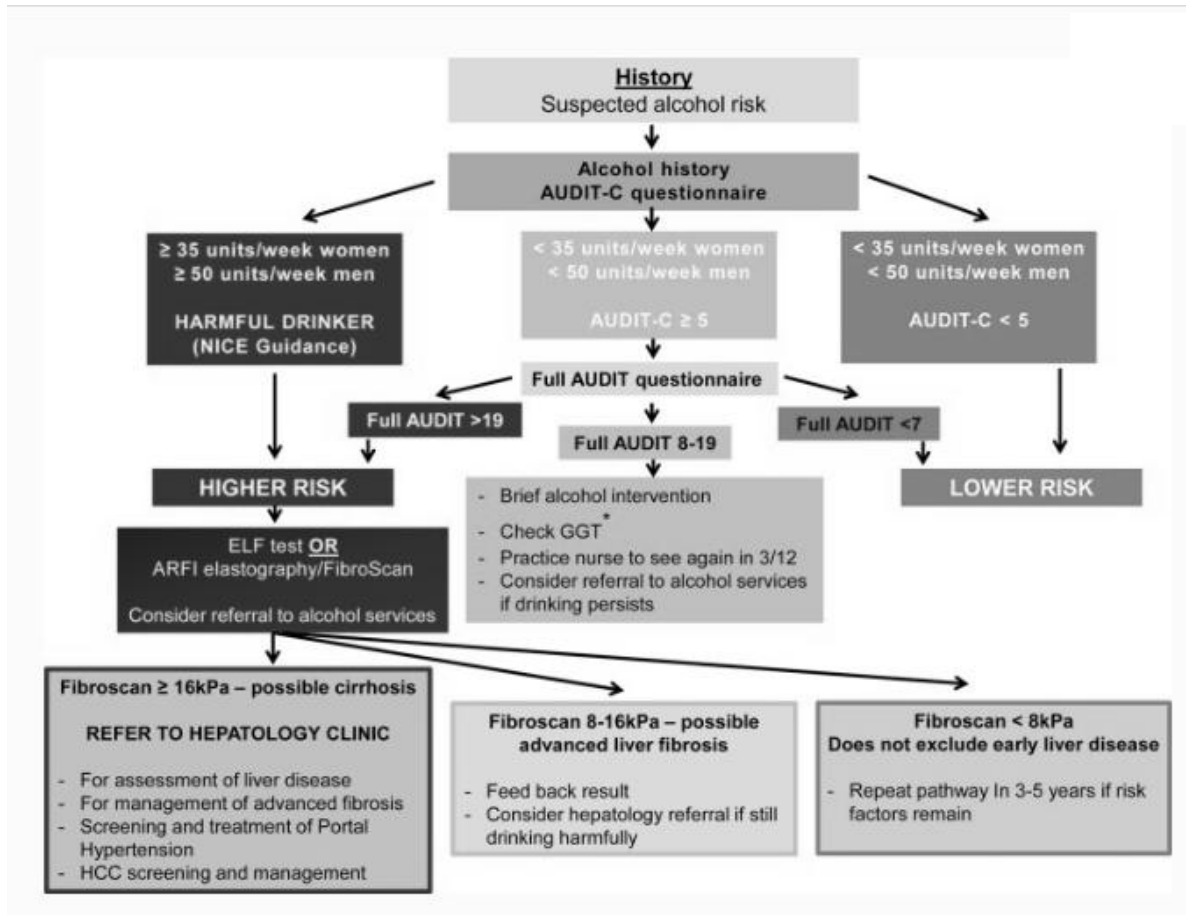 History
Suspected alcohol risk
Alcohol history
AUDIT-C questionnaire
≥ 35 units/week women
≥ 50 units/week men
HARMFUL DRINKER
(NICE Guidance)
< 35 units/week women
< 50 units/week men
AUDIT-C ≥ 5
< 35 units/week women
< 50 units/week men
AUDIT-C < 5
Full AUDIT questionnaire
Full AUDIT >19
Full AUDIT 8-19
Full AUDIT <7
HIGHER RISK
- Brief alcohol intervention
- Check GGT*
- Practice nurse to see again in 3/12
- Consider referral to alcohol services
if drinking persists
LOWER RISK
ELF test OR
ARFI elastography/FibroScan
Consider referral to alcohol services
Fibroscan ≥ 16kPa – possible cirrhosis
REFER TO HEPATOLOGY CLINIC
- For assessment of liver disease
- For management of advanced fibrosis
- Screening and treatment of Portal
Hypertension
- HCC screening and management
Fibroscan 8-16kPa – possible
advanced liver fibrosis
- Feed back result
- Consider hepatology referral if still
drinking harmfully
Fibroscan < 8kPa
Does not exclude early liver disease
- Repeat pathway In 3-5 years if risk
factors remain